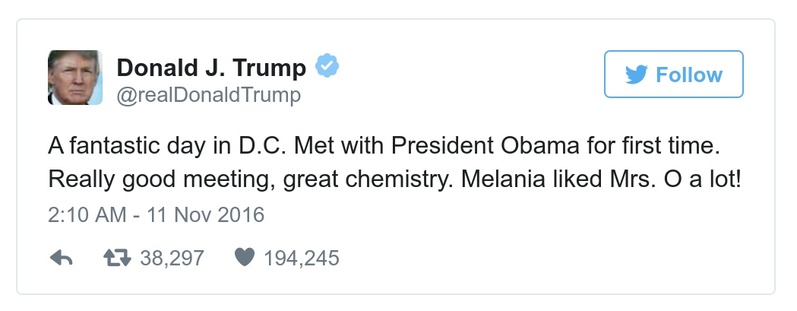 Donald J. Trump
@realDonaldTrump
Follow
A fantastic day in D.C. Met with President Obama for first time.
Really good meeting, great chemistry. Melania liked Mrs. O a lot!
2:10 AM - 11 Nov 2016
38,297 194,245